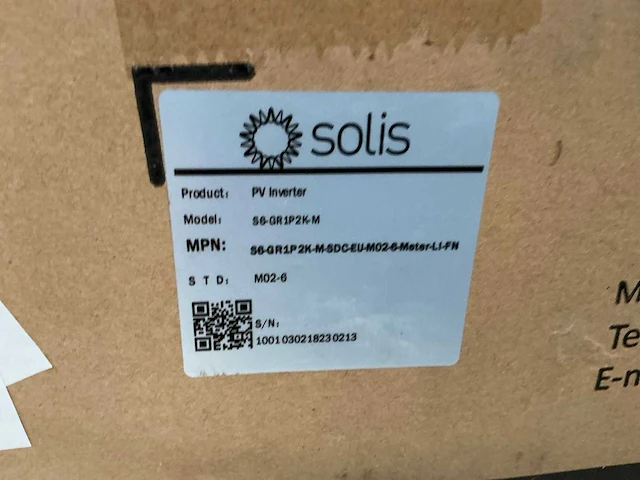 solis
Product: PV Inverter
Model: S6-GR1P2K-M
MPN: S6-GR1P2K-M-SDC-EU-M02-6-Meter-LI-FN
S T D: M02-6
S/N:
1001030218230213
M
Te
E-m